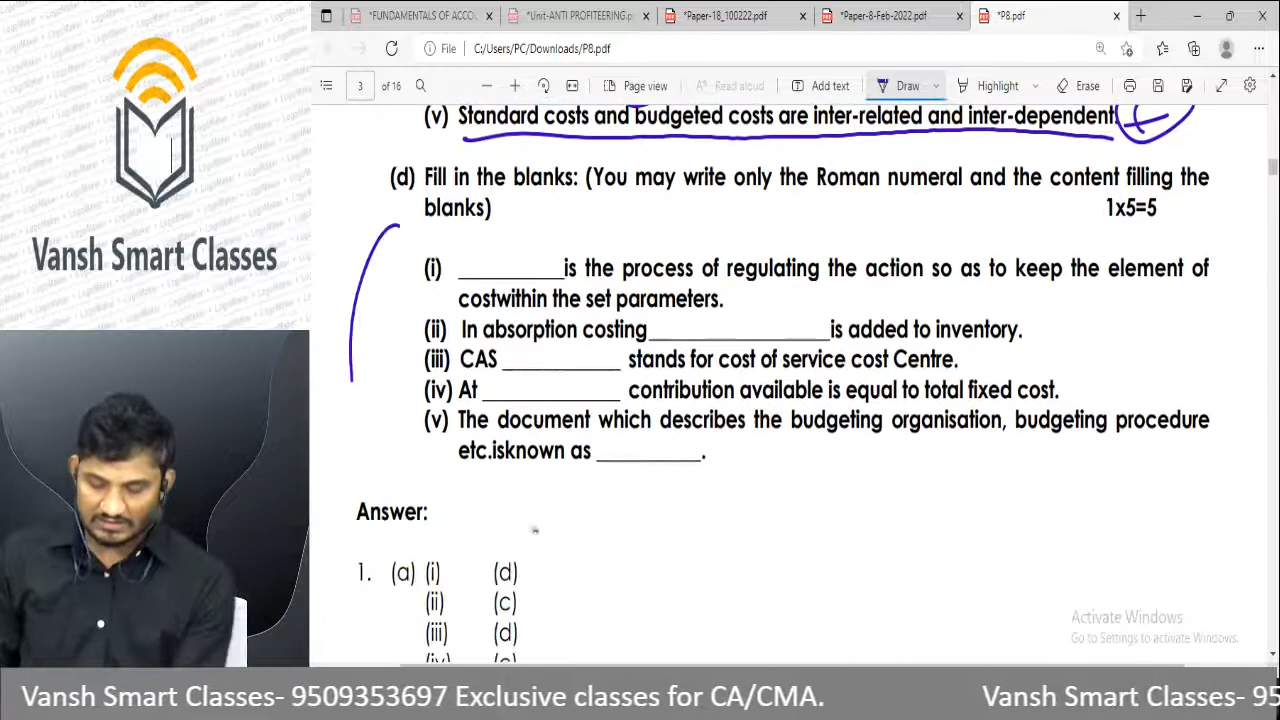 *FUNDAMENTALS OF ACCOU
*Unit-ANTI PROFITEERING.p
*Paper-18_100222.pdf
*Paper-8-Feb-2022.pdf
*P8.pdf
File
C:/Users/PC/Downloads/P8.pdf
3 of 16
Page view
Read aloud
Add text
Draw
Highlight
Erase
Vansh Smart Classes
(v) Standard costs and budgeted costs are inter-related and inter-dependent
(d) Fill in the blanks: (You may write only the Roman numeral and the content filling the
blanks) 1x5=5
(i) __________is the process of regulating the action so as to keep the element of
costwithin the set parameters.
(ii) In absorption costing_________________is added to inventory.
(iii) CAS ___________ stands for cost of service cost Centre.
(iv) At _____________ contribution available is equal to total fixed cost.
(v) The document which describes the budgeting organisation, budgeting procedure
etc.isknown as __________.
Answer:
1. (a) (i) (d)
(ii) (c)
(iii) (d)
Activate Windows
Go to Settings to activate Windows.
Vansh Smart Classes- 9509353697 Exclusive classes for CA/CMA.
Vansh Smart Classes- 95